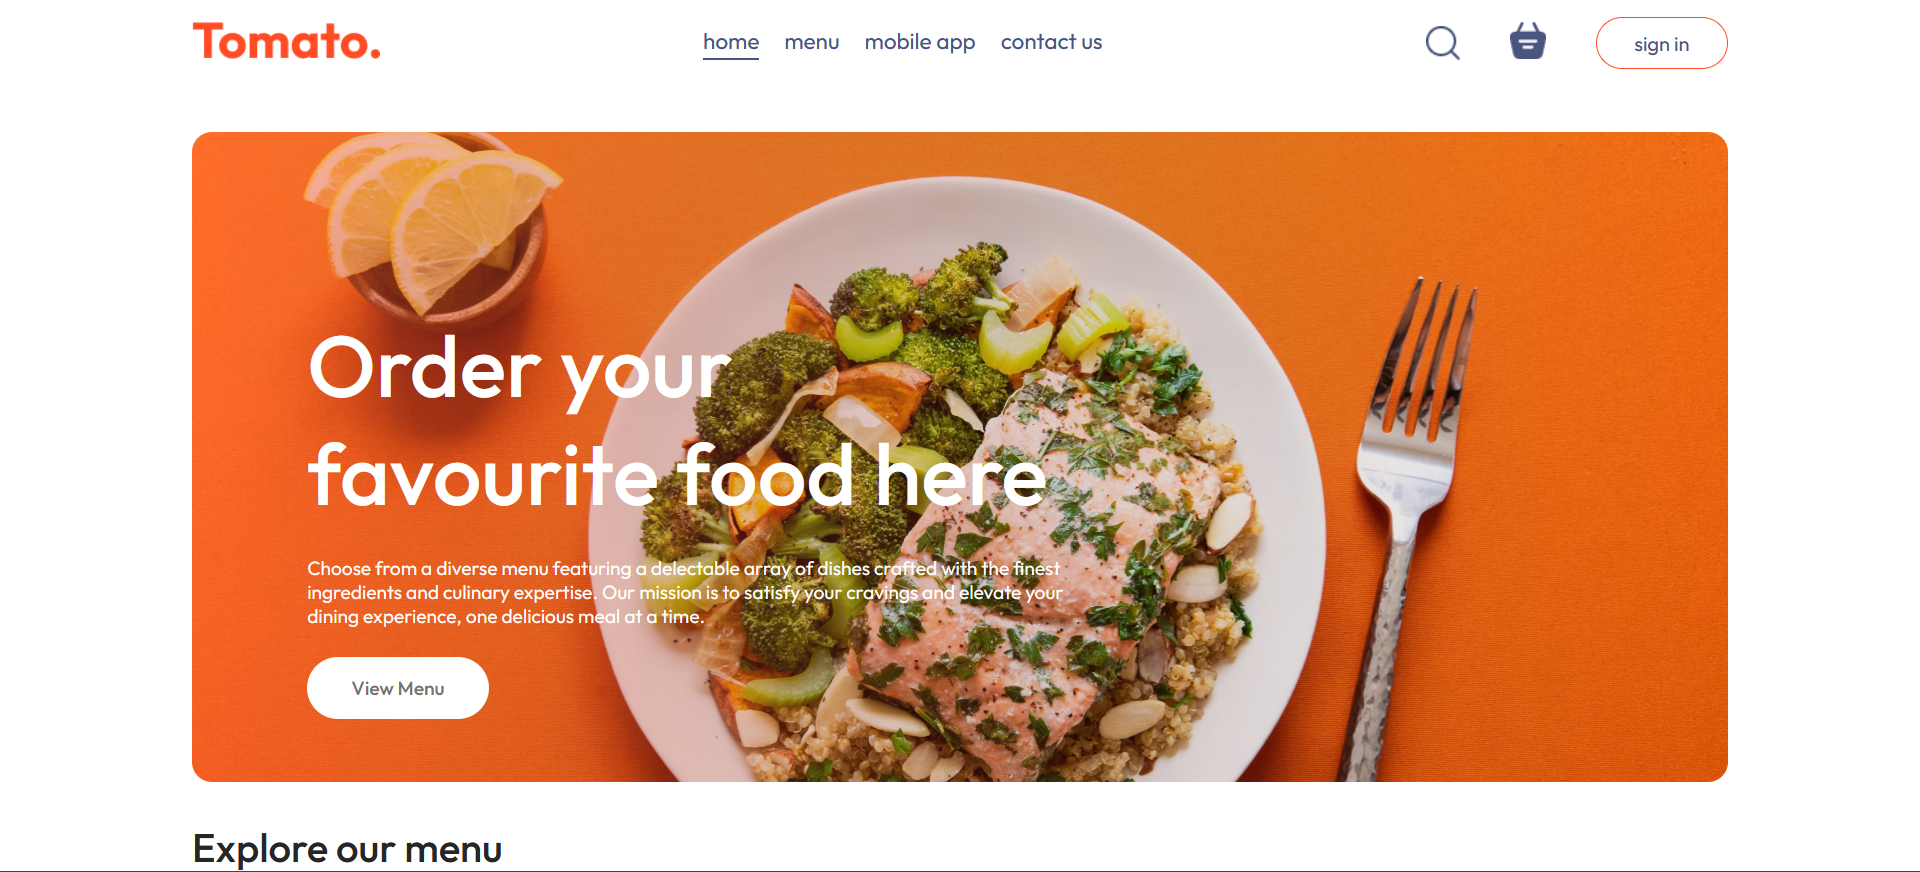 Tomato.
home menu mobile app contact us
sign in
Order your
favourite food here
Choose from a diverse menu featuring a delectable array of dishes crafted with the finest
ingredients and culinary expertise. Our mission is to satisfy your cravings and elevate your
dining experience, one delicious meal at a time.
View Menu
Explore our menu